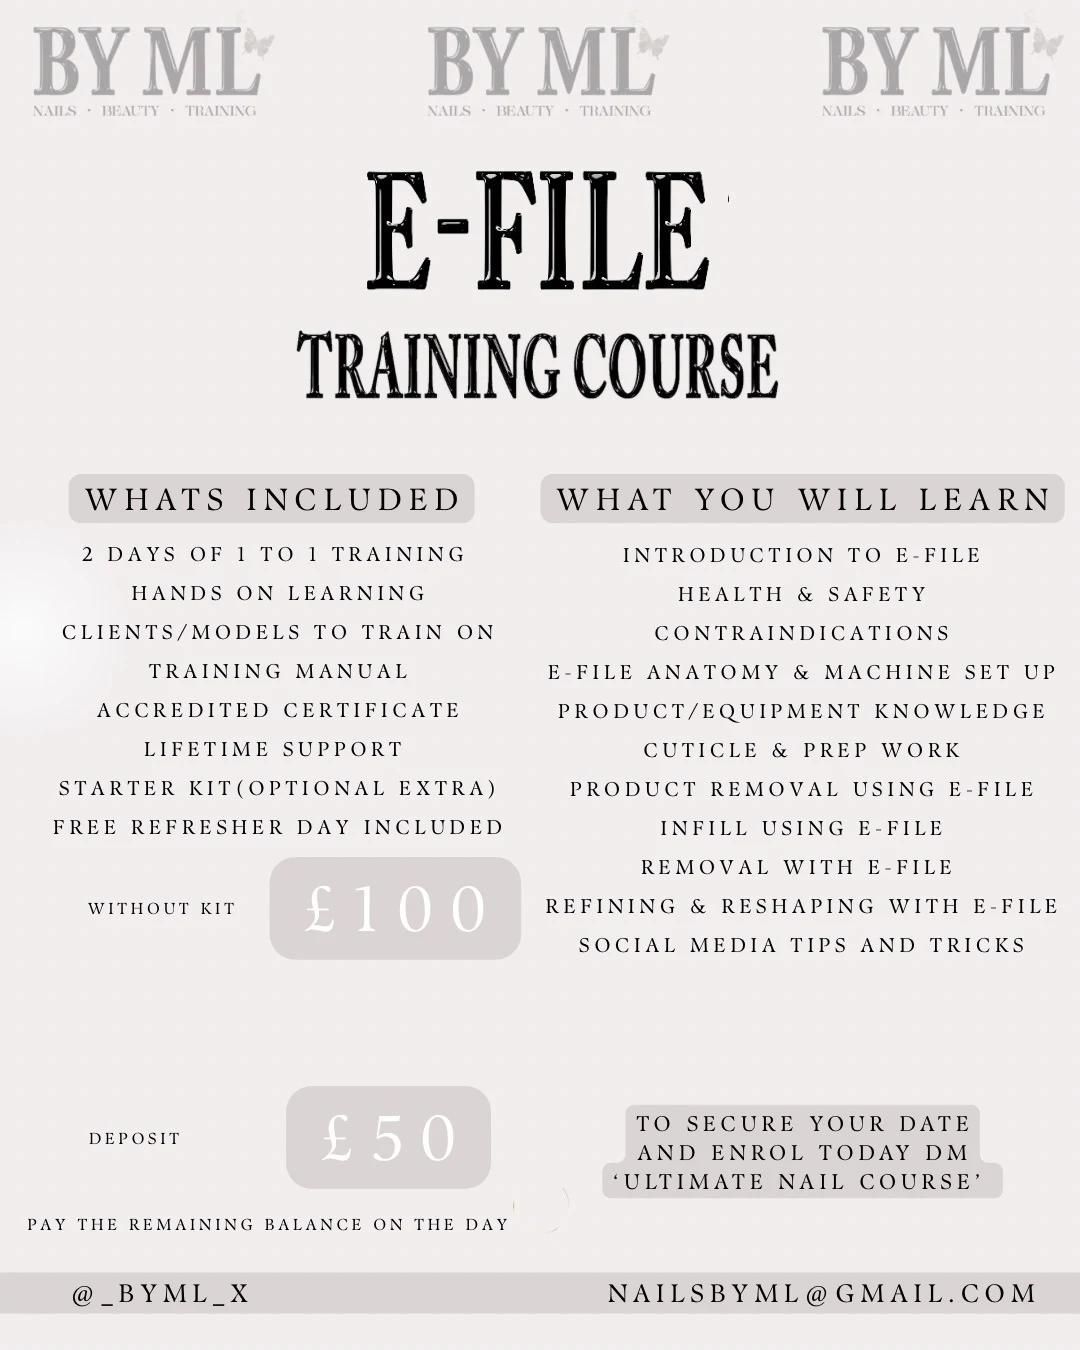 BY ML
NAILS · BEAUTY · TRAINING
BY ML
NAILS · BEAUTY · TRAINING
BY ML
NAILS · BEAUTY · TRAINING
E-FILE
TRAINING COURSE
WHATS INCLUDED
2 DAYS OF 1 TO 1 TRAINING
HANDS ON LEARNING
CLIENTS/MODELS TO TRAIN ON
TRAINING MANUAL
ACCREDITED CERTIFICATE
LIFETIME SUPPORT
STARTER KIT(OPTIONAL EXTRA)
FREE REFRESHER DAY INCLUDED
WITHOUT KIT £100
WHAT YOU WILL LEARN
INTRODUCTION TO E-FILE
HEALTH & SAFETY
CONTRAINDICATIONS
E-FILE ANATOMY & MACHINE SET UP
PRODUCT/EQUIPMENT KNOWLEDGE
CUTICLE & PREP WORK
PRODUCT REMOVAL USING E-FILE
INFILL USING E-FILE
REMOVAL WITH E-FILE
REFINING & RESHAPING WITH E-FILE
SOCIAL MEDIA TIPS AND TRICKS
DEPOSIT £50
PAY THE REMAINING BALANCE ON THE DAY
TO SECURE YOUR DATE
AND ENROL TODAY DM
‘ULTIMATE NAIL COURSE’
@_BYML_X
NAILSBYML@GMAIL.COM